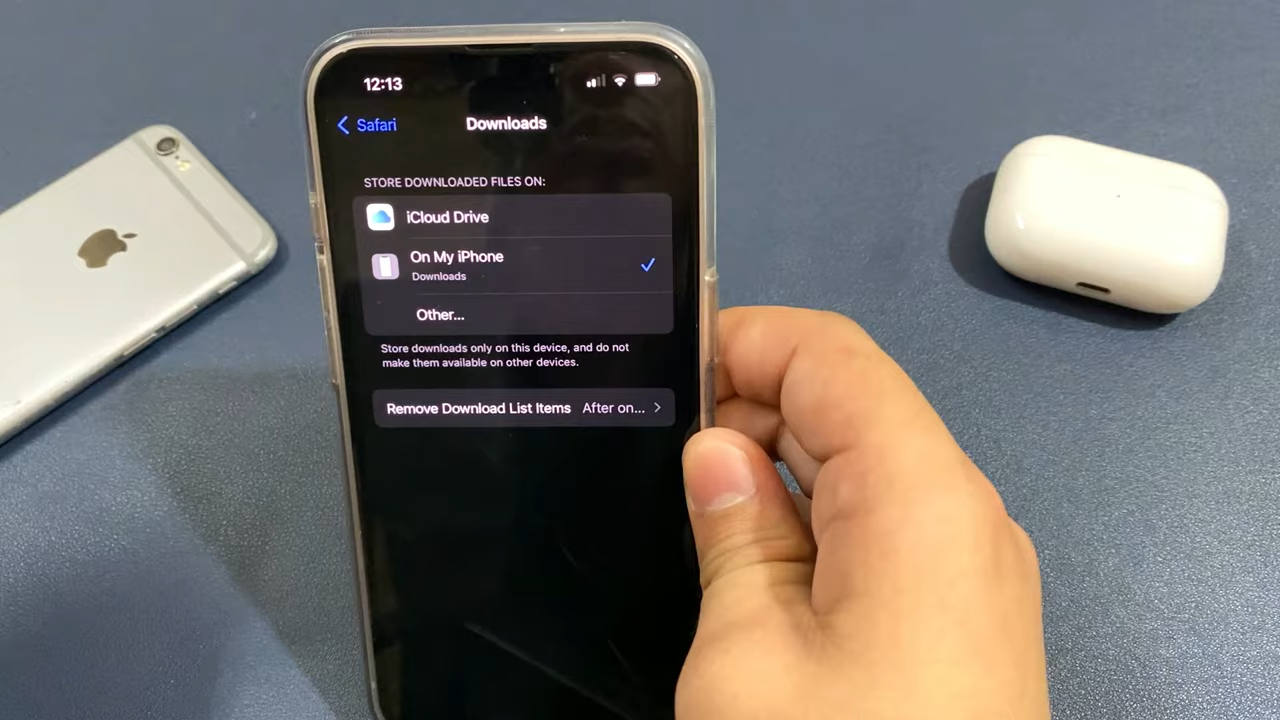 12:13
Safari
Downloads
STORE DOWNLOADED FILES ON:
iCloud Drive
On My iPhone
Downloads
Other...
Store downloads only on this device, and do not
make them available on other devices.
Remove Download List Items After on...